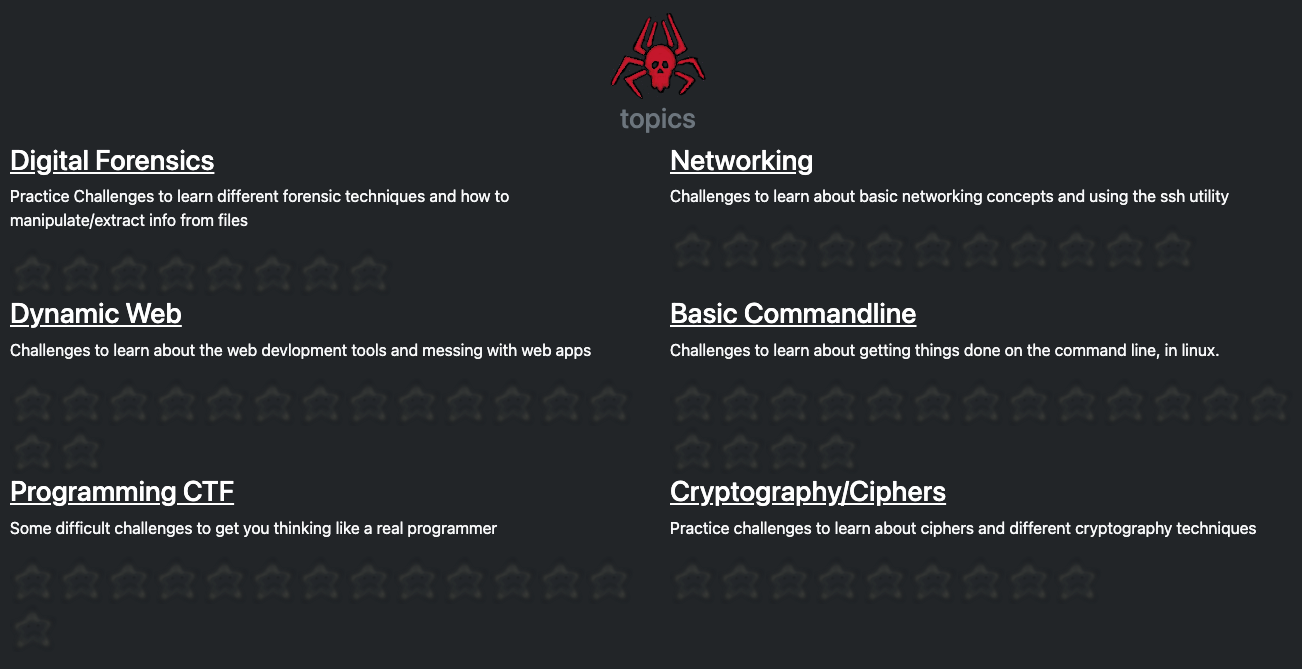 topics
Digital Forensics
Practice Challenges to learn different forensic techniques and how to
manipulate/extract info from files
Networking
Challenges to learn about basic networking concepts and using the ssh utility
Dynamic Web
Challenges to learn about the web devlopment tools and messing with web apps
Basic Commandline
Challenges to learn about getting things done on the command line, in linux.
Programming CTF
Some difficult challenges to get you thinking like a real programmer
Cryptography/Ciphers
Practice challenges to learn about ciphers and different cryptography techniques